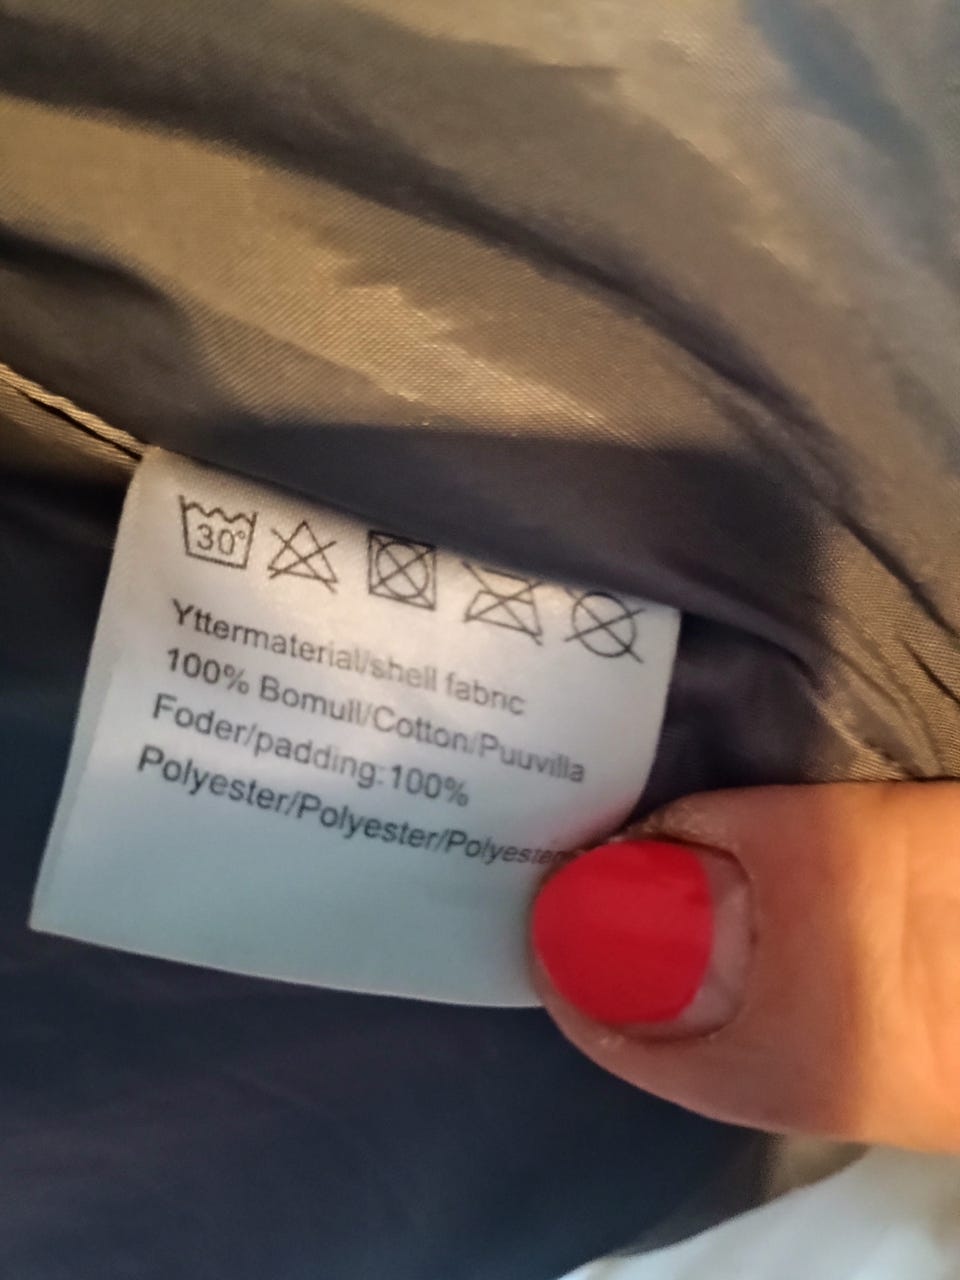 30°
Yttermaterial/shell fabric
100% Bomull/Cotton/Puuvilla
Foder/padding:100%
Polyester/Polyester/Polyester